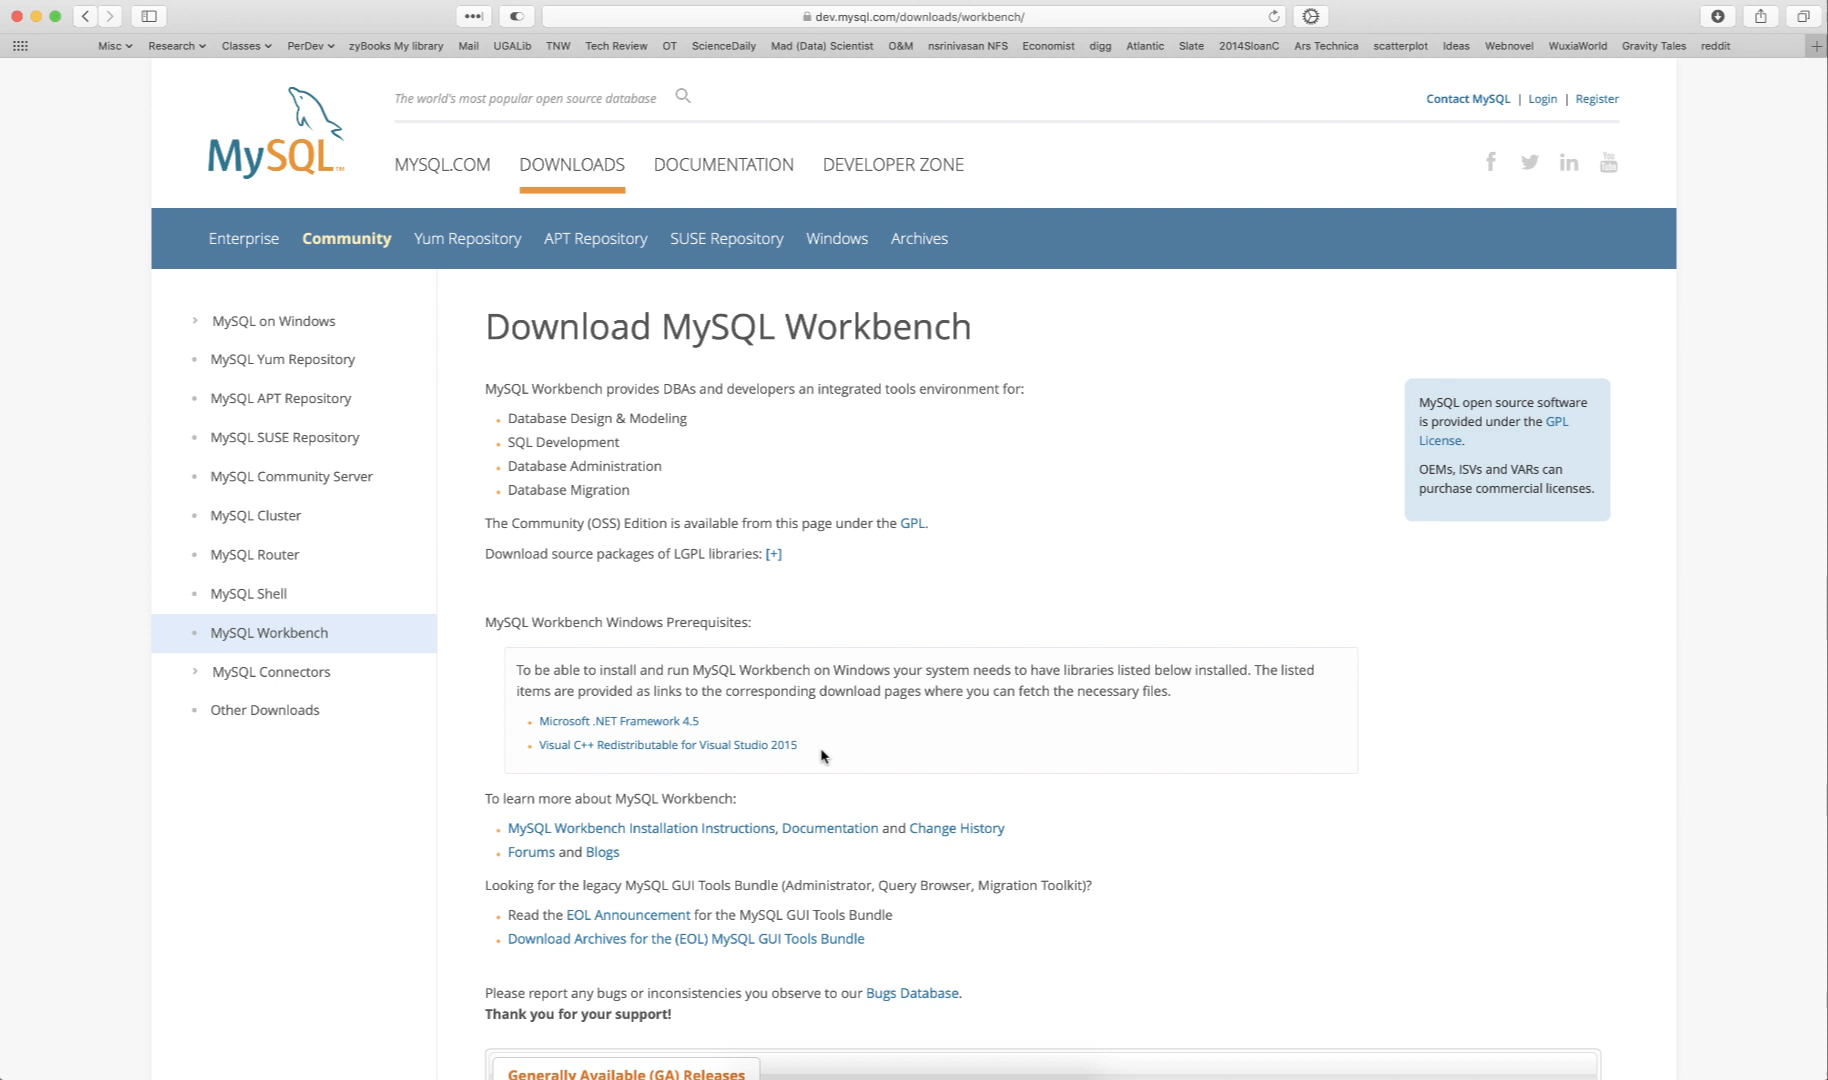 dev.mysql.com/downloads/workbench/
Misc Research Classes PerDev zyBooks My library Mail UGALib TNW Tech Review OT ScienceDaily Mad (Data) Scientist O&M nsrinivasan NFS Economist digg Atlantic Slate 2014SloanC Ars Technica scatterplot Ideas Webnovel WuxiaWorld Gravity Tales reddit
MySQL™
The world's most popular open source database
Contact MySQL | Login | Register
MYSQL.COM DOWNLOADS DOCUMENTATION DEVELOPER ZONE
You Tube
Enterprise Community Yum Repository APT Repository SUSE Repository Windows Archives
MySQL on Windows
MySQL Yum Repository
MySQL APT Repository
MySQL SUSE Repository
MySQL Community Server
MySQL Cluster
MySQL Router
MySQL Shell
MySQL Workbench
MySQL Connectors
Other Downloads
Download MySQL Workbench
MySQL Workbench provides DBAs and developers an integrated tools environment for:
Database Design & Modeling
SQL Development
Database Administration
Database Migration
The Community (OSS) Edition is available from this page under the GPL.
Download source packages of LGPL libraries: [+]
MySQL open source software
is provided under the GPL
License.
OEMs, ISVs and VARs can
purchase commercial licenses.
MySQL Workbench Windows Prerequisites:
To be able to install and run MySQL Workbench on Windows your system needs to have libraries listed below installed. The listed
items are provided as links to the corresponding download pages where you can fetch the necessary files.
Microsoft .NET Framework 4.5
Visual C++ Redistributable for Visual Studio 2015
To learn more about MySQL Workbench:
MySQL Workbench Installation Instructions, Documentation and Change History
Forums and Blogs
Looking for the legacy MySQL GUI Tools Bundle (Administrator, Query Browser, Migration Toolkit)?
Read the EOL Announcement for the MySQL GUI Tools Bundle
Download Archives for the (EOL) MySQL GUI Tools Bundle
Please report any bugs or inconsistencies you observe to our Bugs Database.
Thank you for your support!
Generally Available (GA) Releases